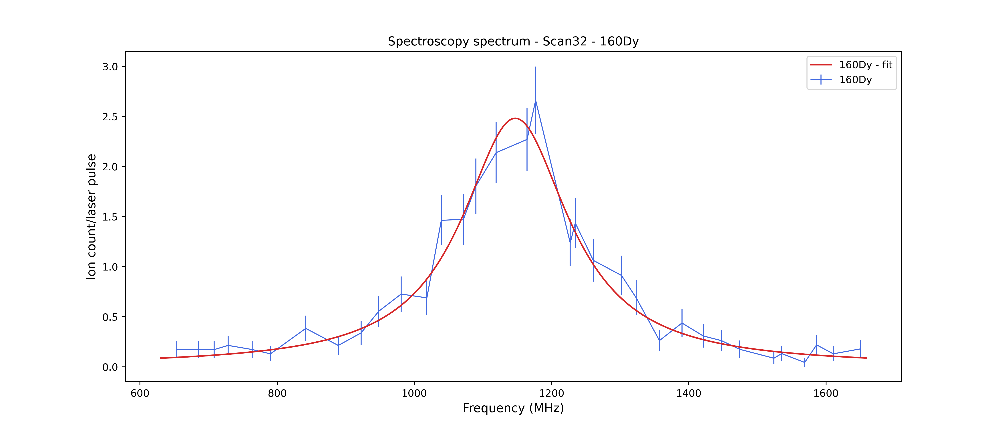 Spectroscopy spectrum - Scan32 - 160Dy
160Dy - fit
160Dy
Ion count/laser pulse
3.0
2.5
2.0
1.5
1.0
0.5
0.0
600 800 1000 1200 1400 1600
Frequency (MHz)